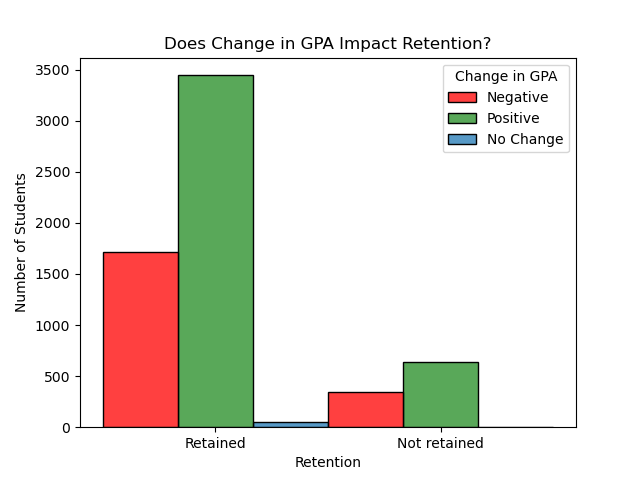 Does Change in GPA Impact Retention?
Change in GPA
Negative
Positive
No Change
Number of Students
3500
3000
2500
2000
1500
1000
500
0
Retained
Not retained
Retention